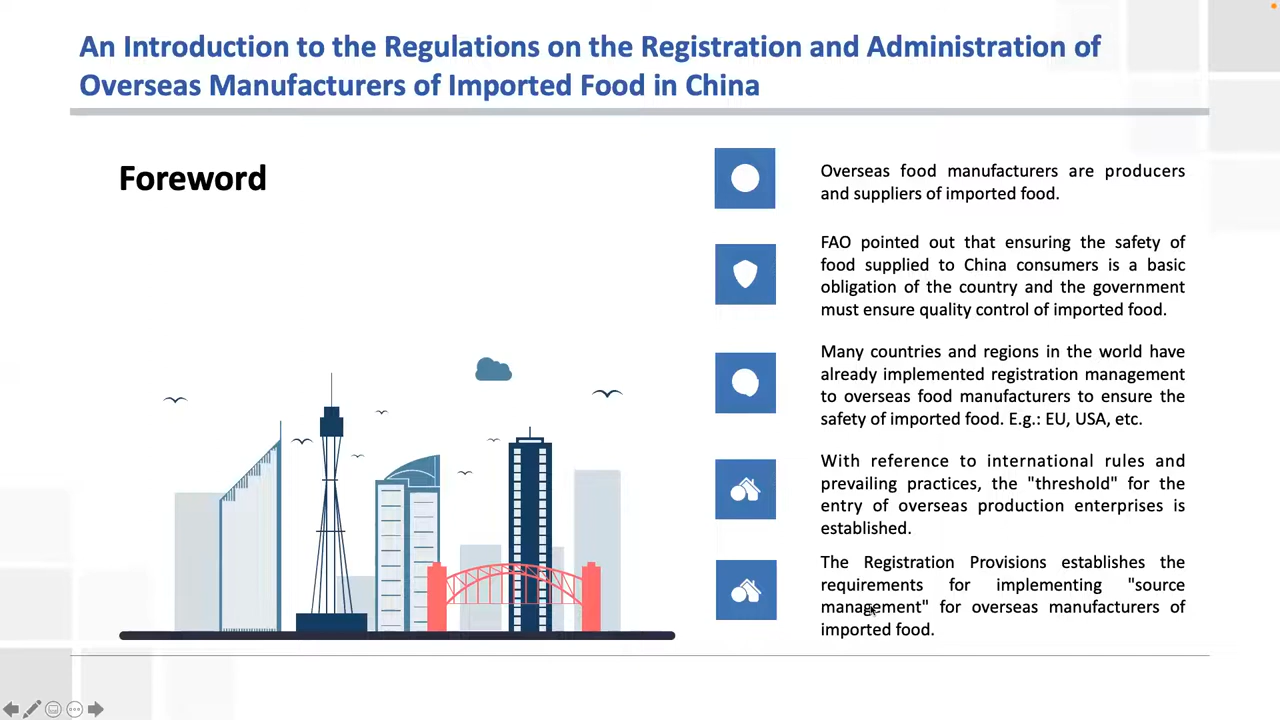 An Introduction to the Regulations on the Registration and Administration of
Overseas Manufacturers of Imported Food in China
Foreword
Overseas food manufacturers are producers
and suppliers of imported food.
FAO pointed out that ensuring the safety of
food supplied to China consumers is a basic
obligation of the country and the government
must ensure quality control of imported food.
Many countries and regions in the world have
already implemented registration management
to overseas food manufacturers to ensure the
safety of imported food. E.g.: EU, USA, etc.
With reference to international rules and
prevailing practices, the "threshold" for the
entry of overseas production enterprises is
established.
The Registration Provisions establishes the
requirements for implementing "source
management" for overseas manufacturers of
imported food.